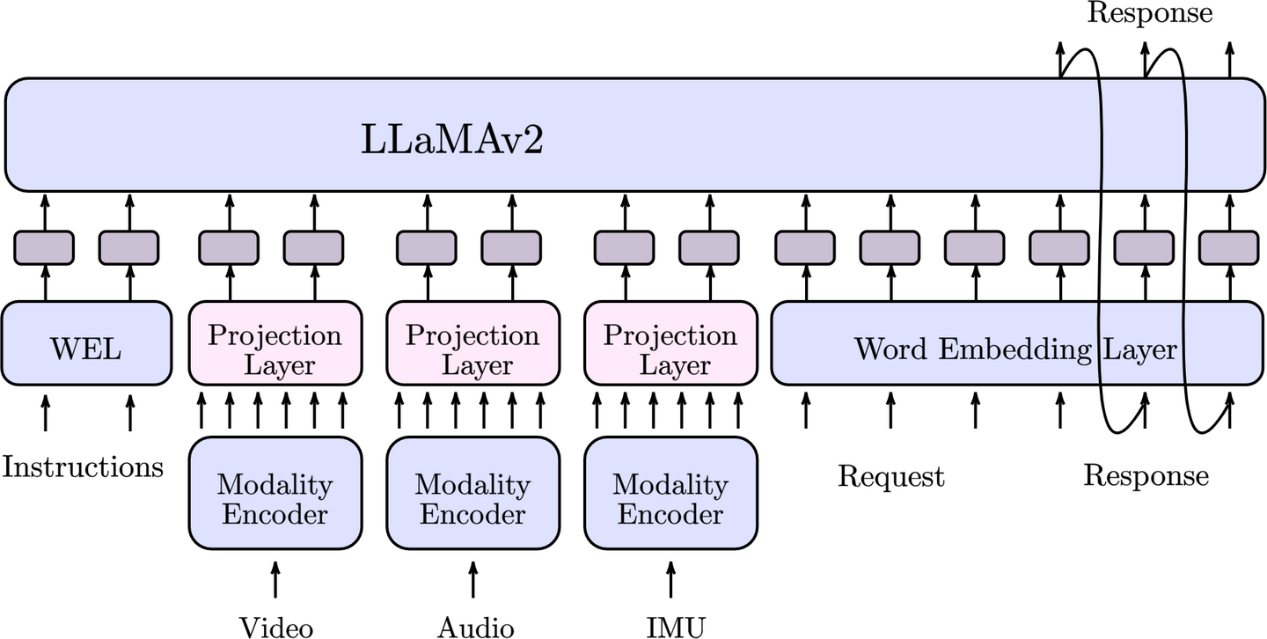 Response
LLaMAv2
WEL
Projection
Layer
Projection
Layer
Projection
Layer
Word Embedding Layer
Instructions
Modality
Encoder
Modality
Encoder
Modality
Encoder
Request
Response
Video
Audio
IMU